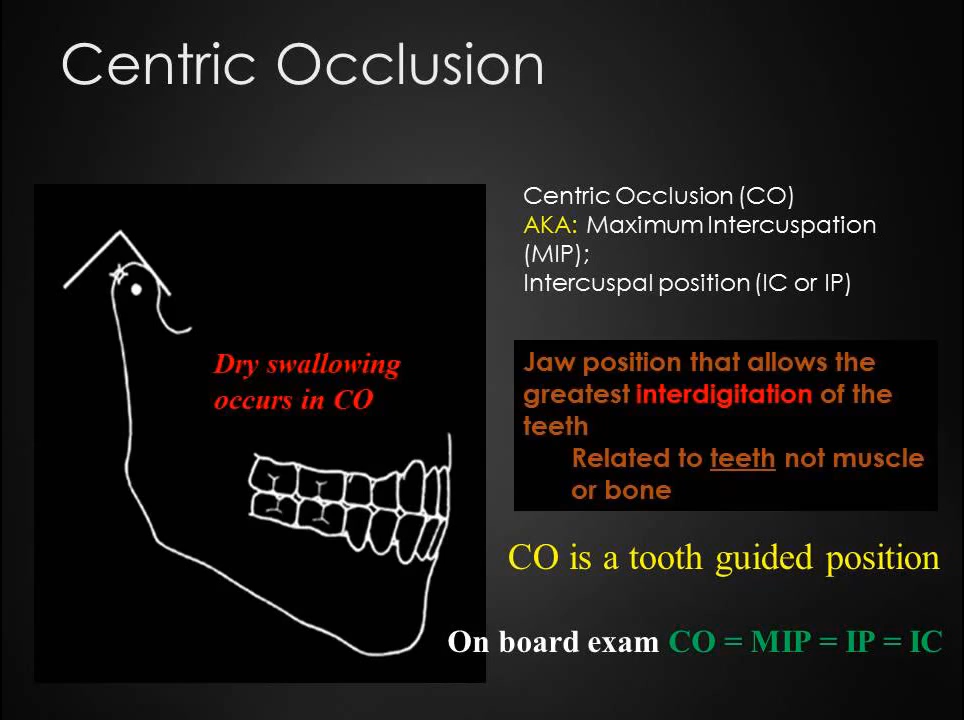 Centric Occlusion
Centric Occlusion (CO)
AKA: Maximum Intercuspation
(MIP);
Intercuspal position (IC or IP)
Dry swallowing
occurs in CO
Jaw position that allows the
greatest interdigitation of the
teeth
Related to teeth not muscle
or bone
CO is a tooth guided position
On board exam CO = MIP = IP = IC